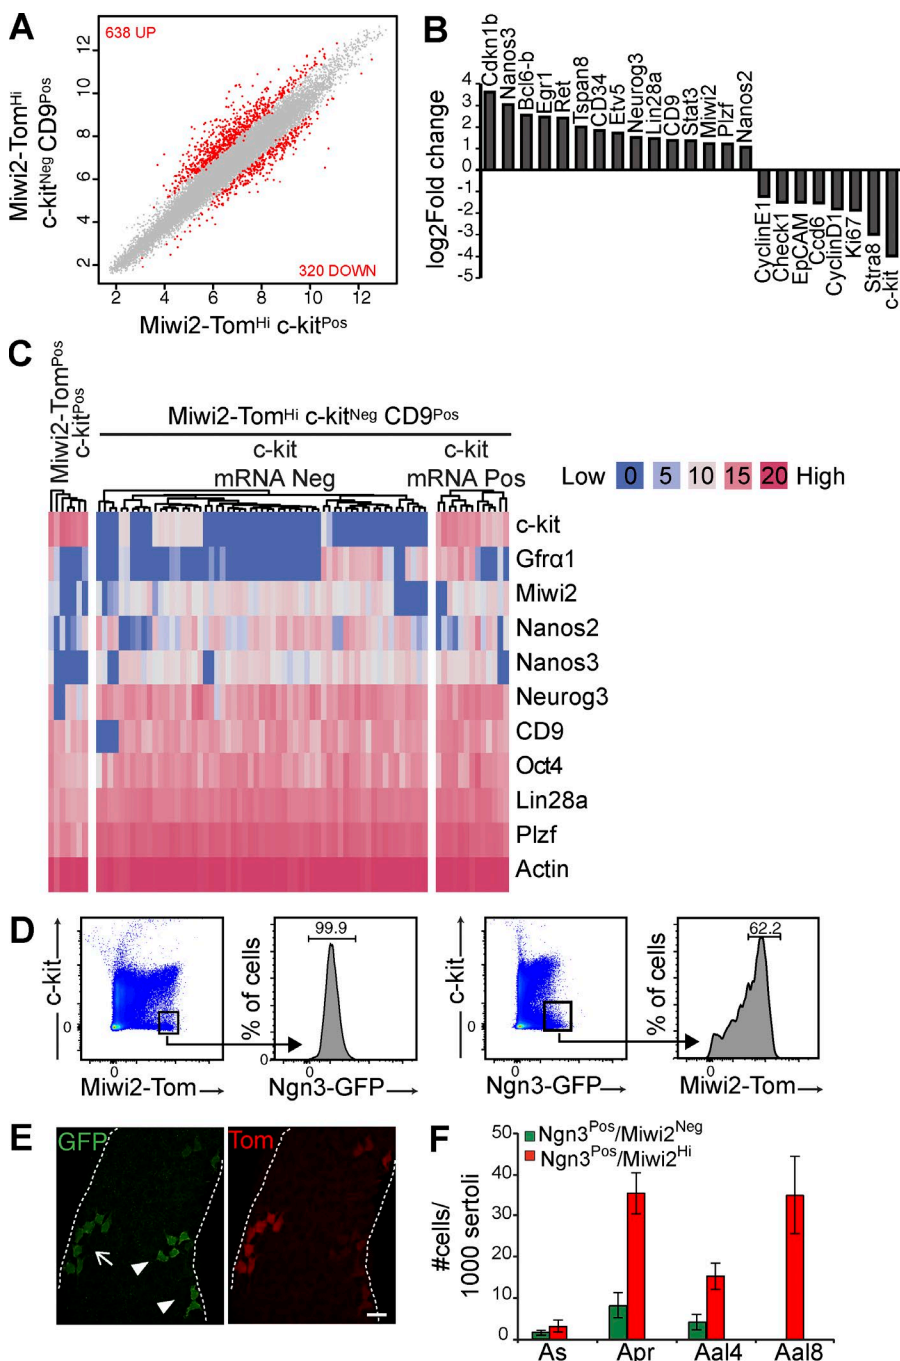 A
638 UP
320 DOWN
12
10
8
6
4
2
2 4 6 8 10 12
Miwi2-TomHi
c-kitNeg CD9Pos
Miwi2-TomHi c-kitPos
B
log2Fold change
4
3
2
1
0
-1
-2
-3
-4
-5
Cdkn1b
Nanos3
Bcl6-b
Egr1
Ret
Tspan8
CD34
Etv5
Neurog3
Lin28a
CD9
Stat3
Miwi2
Plzf
Nanos2
CyclinE1
Check1
EpCAM
Ccd6
CyclinD1
Ki67
Stra8
c-kit
C
Miwi2-TomPos
c-kitPos
Miwi2-TomHi c-kitNeg CD9Pos
c-kit
mRNA Neg
c-kit
mRNA Pos
Low 0 5 10 15 20 High
c-kit
Gfrα1
Miwi2
Nanos2
Nanos3
Neurog3
CD9
Oct4
Lin28a
Plzf
Actin
D
c-kit
0
0
Miwi2-Tom
99.9
% of cells
0
0
Ngn3-GFP
c-kit
0
0
Ngn3-GFP
62.2
% of cells
0
Miwi2-Tom
E
GFP
Tom
F
Ngn3Pos/Miwi2Neg
Ngn3Pos/Miwi2Hi
#cells/
1000 sertoli
50
40
30
20
10
0
As Apr Aal4 Aal8